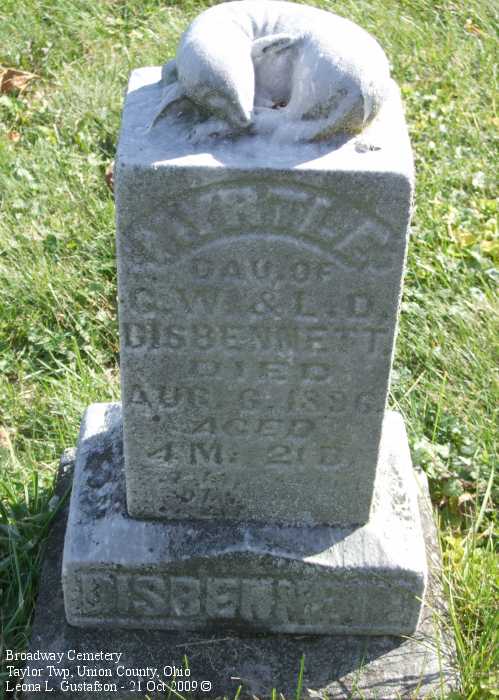 MYRTLE
DAU. OF
C. W. & L. D.
DISBENNETT
DIED
AUG. 6. 1896.
AGED
4 M. 21 D.
DISBENNETT
Broadway Cemetery
Taylor Twp, Union County, Ohio
Leona L. Gustafson - 21 Oct 2009 ©